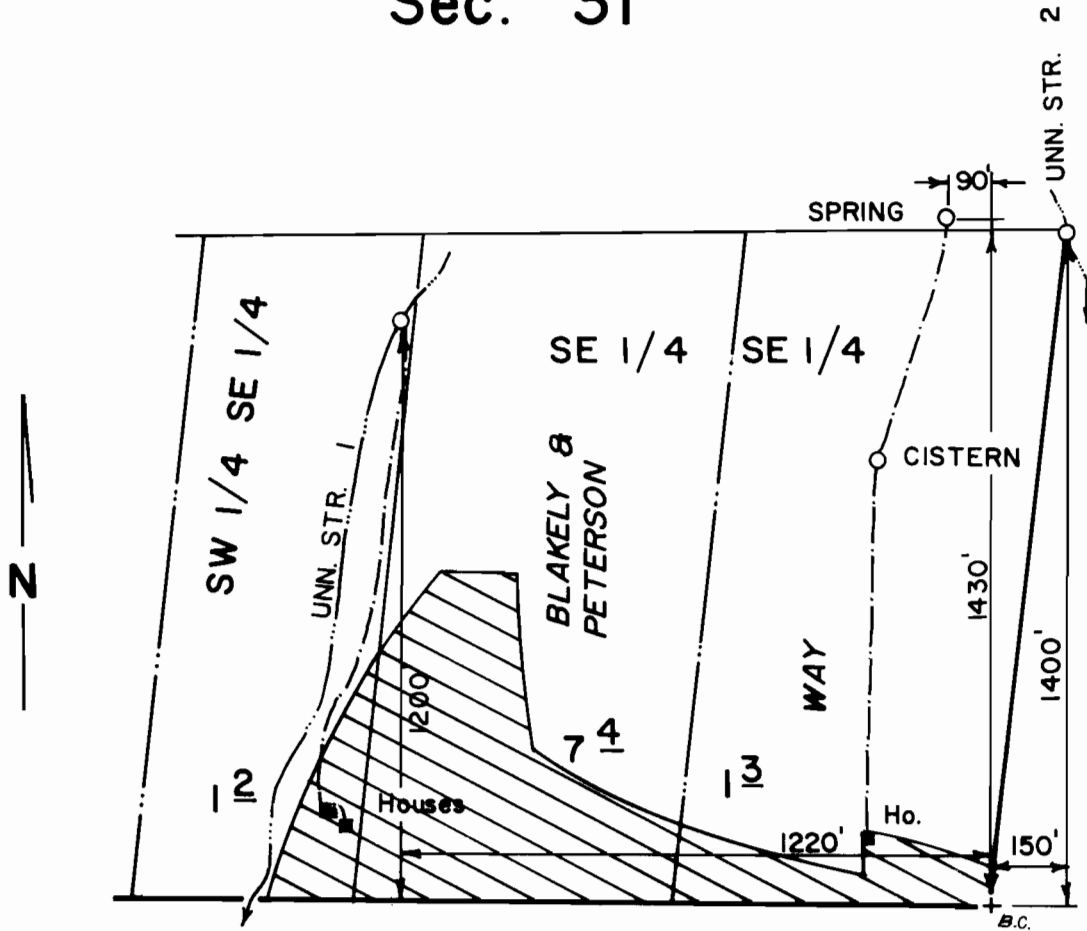 Sec. 31
UNN. STR. 2
90'
SPRING
SW 1/4 SE 1/4
SE 1/4
SE 1/4
UNN. STR. 1
BLAKELY &
PETERSON
CISTERN
N
1430'
1400'
WAY
1200'
7 4
1 2
1 3
Houses
Ho.
1220'
150'
B.C.